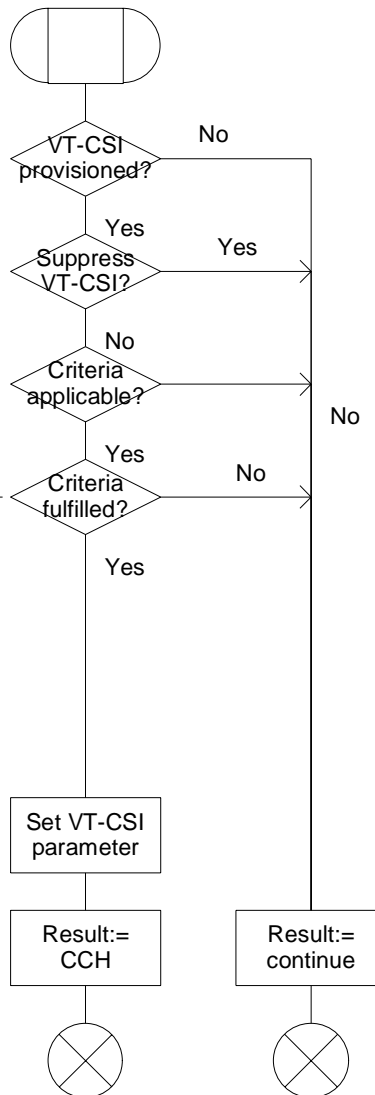 No
VT-CSI
provisioned?
Yes
Suppress
VT-CSI?
Yes
No
Criteria
applicable?
No
Yes
Criteria
fulfilled?
No
Yes
Set VT-CSI
parameter
Result:=
CCH
Result:=
continue